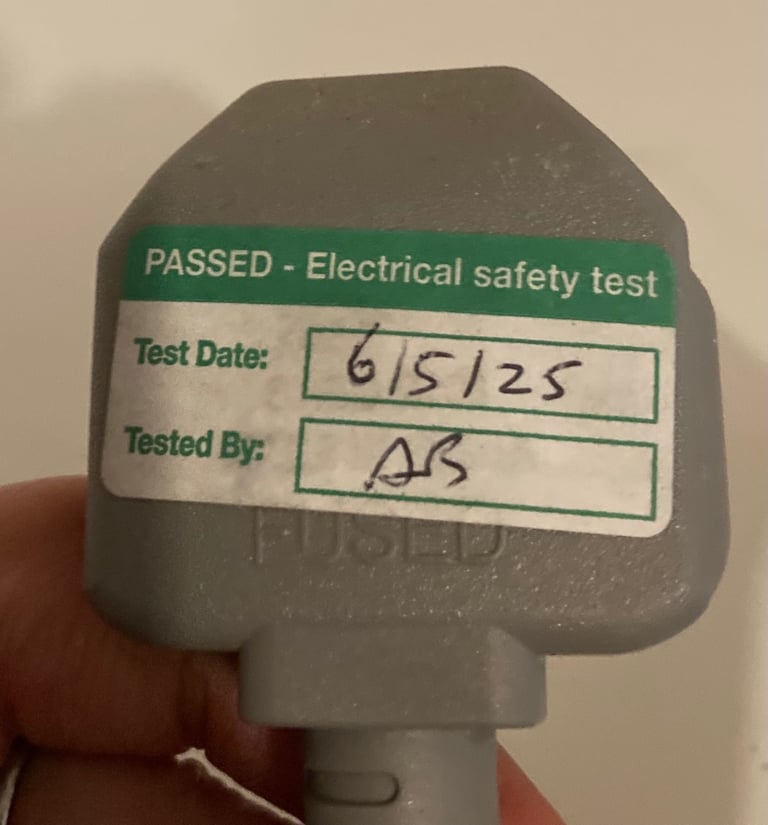 PASSED - Electrical safety test
Test Date: 6/5/25
Tested By: AB
FUSED